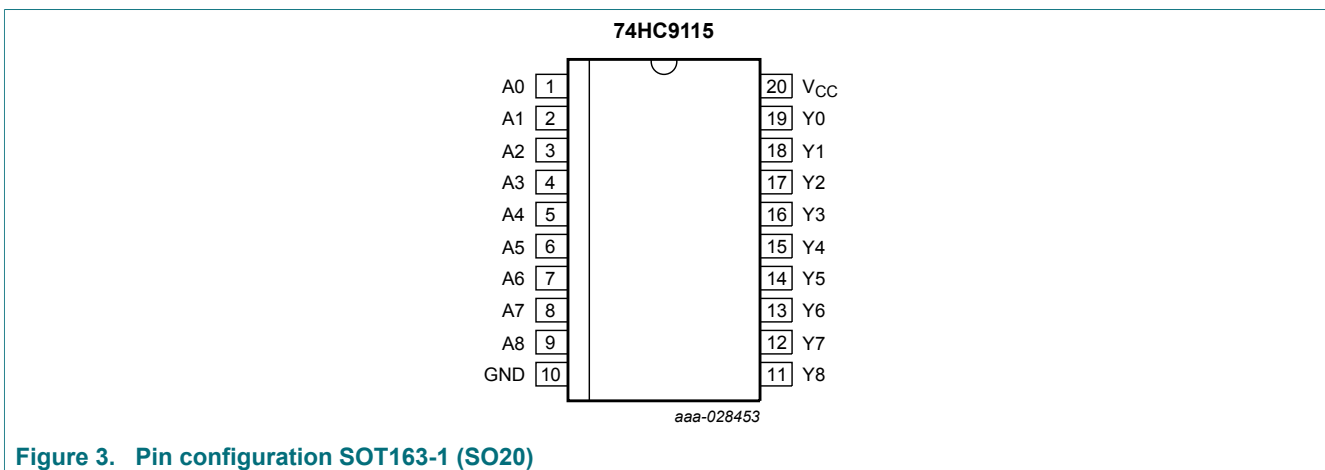 74HC9115
A0 1 20 VCC
A1 2 19 Y0
A2 3 18 Y1
A3 4 17 Y2
A4 5 16 Y3
A5 6 15 Y4
A6 7 14 Y5
A7 8 13 Y6
A8 9 12 Y7
GND 10 11 Y8
aaa-028453
Figure 3. Pin configuration SOT163-1 (SO20)